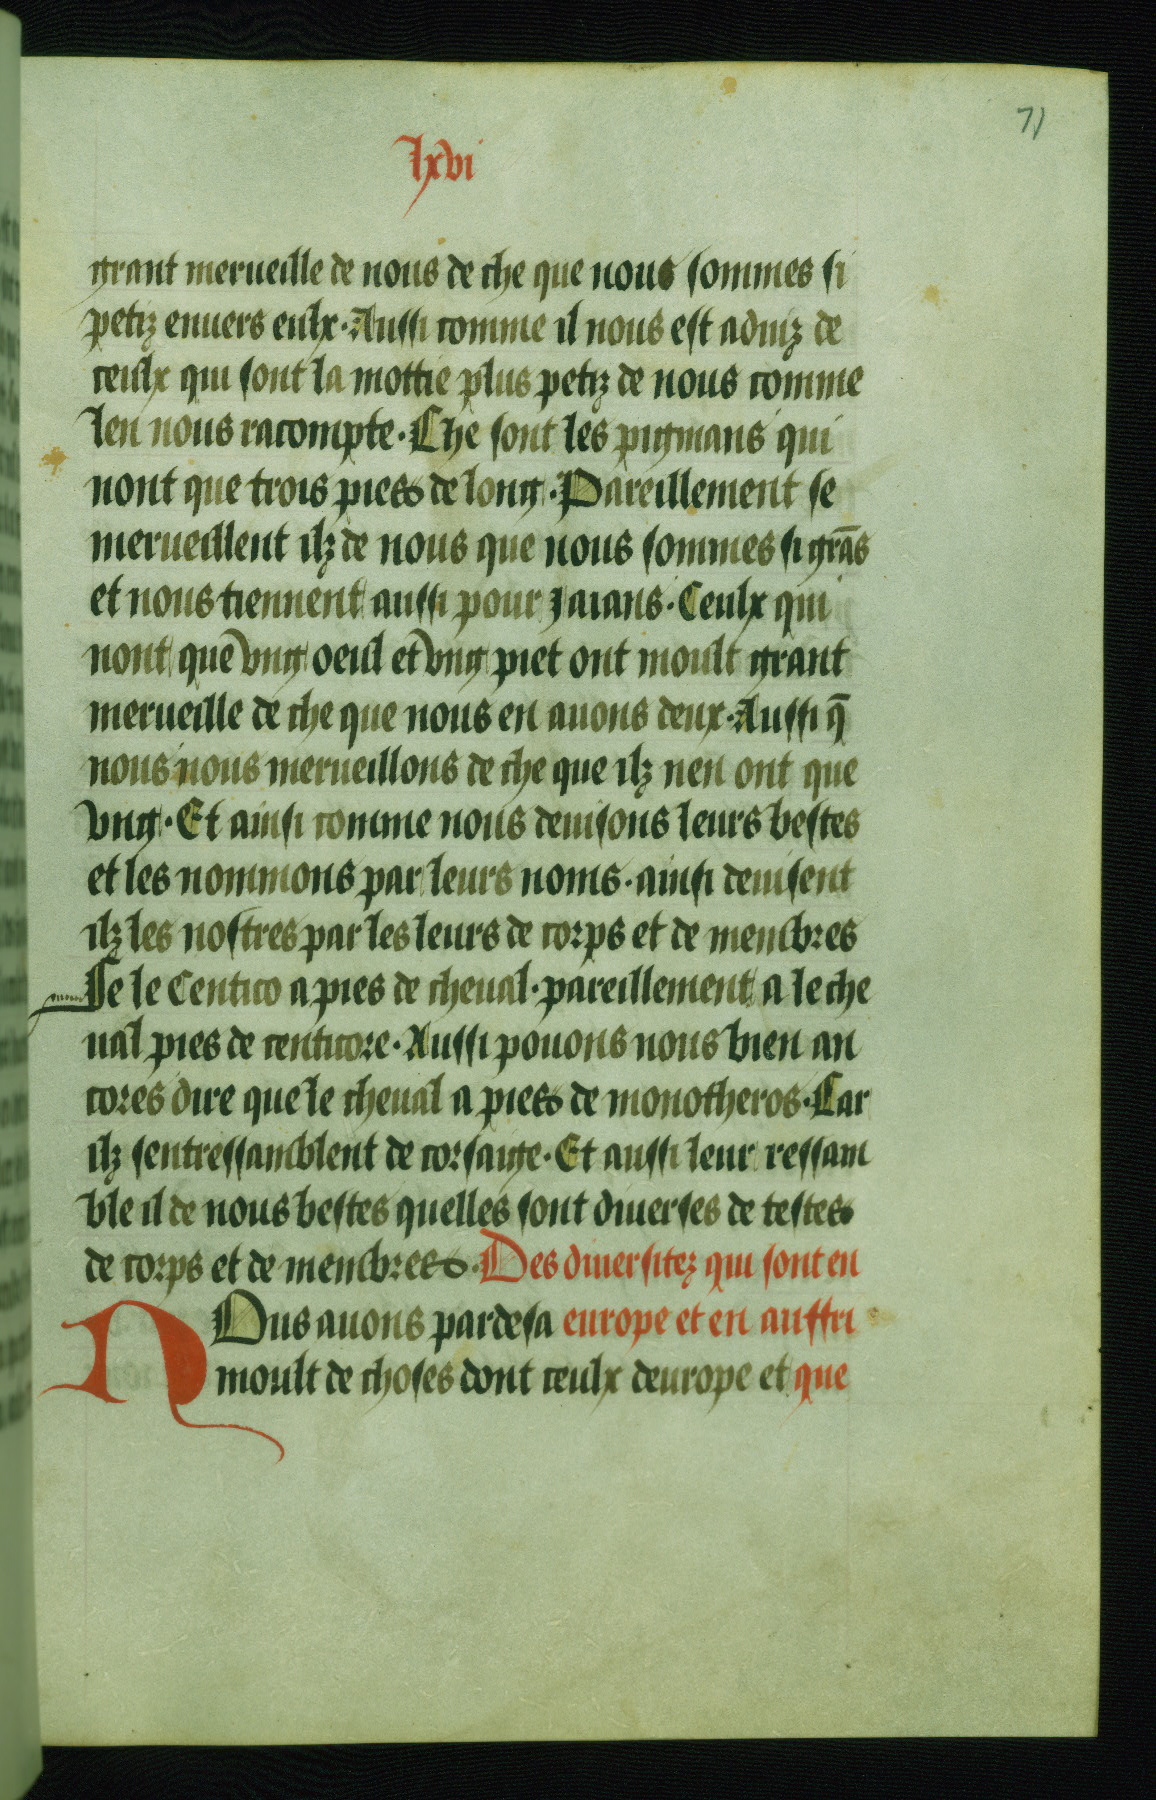 71
lxvi
grant merueille de nous de che que nous sommes si
petiz enuers eulx. Aussi comme il nous est aduiz de
ceulx qui sont la mottie plus petiz de nous comme
len nous racompte. Che sont les pigmans qui
nont que trois pies de long. Pareillement se
merueillent ilz de nous que nous sommes si grãs
et nous tiennent aussi pour jaians. Ceulx qui
nont que vng oeul et vng piet ont moult grant
merueille de che que nous en auons deux. Aussi q̄
nous nous merueillons de che que ilz nen ont que
vng. Et ainsi comme nous deuisons leurs bestes
et les nommons par leurs noms. ainsi deuisent
ilz les nostres par les leurs de corps et de menbres
Se le Centico a pies de cheual. pareillement a le che
ual pies de centicore. Aussi pouons nous bien an
cores dire que le cheual a pies de monotheros. Car
ilz sentressamblent de corsaige. Et aussi leur ressam
ble il de nous bestes quelles sont diuerses de testes
de corps et de menbres. Des diuersitez qui sont en
Nous auons pardesa europe et en auffri
moult de choses dont ceulx deurope et que